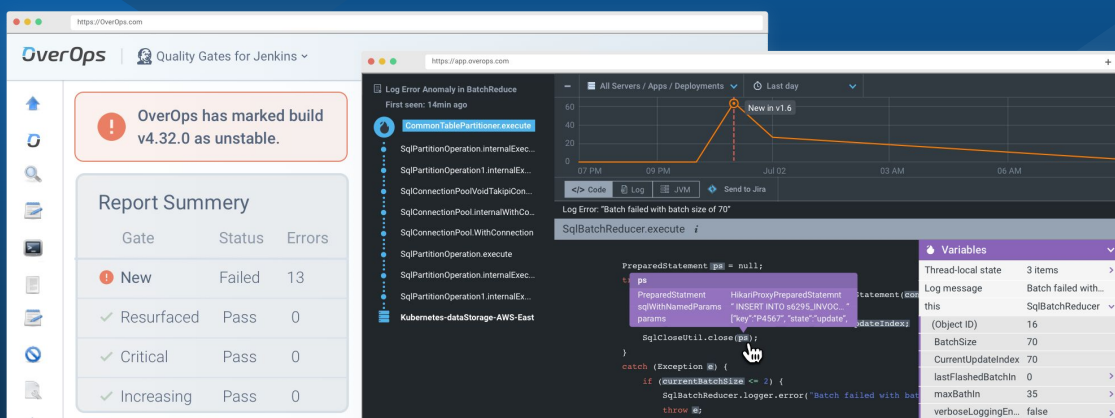 https://OverOps.com
OverOps
Quality Gates for Jenkins
OverOps has marked build
v4.32.0 as unstable.
Report Summery
Gate Status Errors
New Failed 13
Resurfaced Pass 0
Critical Pass 0
Increasing Pass 0
https://app.overops.com
Log Error Anomaly in BatchReduce
First seen: 14min ago
CommonTablePartitioner.execute
SqlPartitionOperation.internalExec...
SqlPartitionOperation1.internalEx...
SqlConnectionPoolVoidTakipiCon...
SqlConnectionPool.internalWithCo...
SqlConnectionPool.WithConnection
SqlPartitionOperation.execute
SqlPartitionOperation.internalExec...
SqlPartitionOperation1.internalEx...
Kubernetes-dataStorage-AWS-East
All Servers / Apps / Deployments
Last day
60
New in v1.6
40
20
0
07 PM 09 PM Jul 02 03 AM 06 AM
</> Code Log JVM Send to Jira
Log Error: "Batch failed with batch size of 70"
SqlBatchReducer.execute i
PreparedStatement ps = null;
ps
PreparedStatment HikariProxyPreparedStatemnt
sqlWithNamedParams " INSERT INTO s6295_INVOC... "
params ["key":"P4567", "state":"update",
Statement(con
pdateIndex;
SqlCloseUtil.close(ps);
}
catch (Exception e) {
if (currentBatchSize <= 2) {
SqlBatchReducer.logger.error("Batch failed with bat
throw e;
Variables
Thread-local state 3 items
Log message Batch failed with...
this SqlBatchReducer
(Object ID) 16
BatchSize 70
CurrentUpdateIndex 70
lastFlashedBatchIn 0
maxBathIn 35
verboseLoggingEn... false